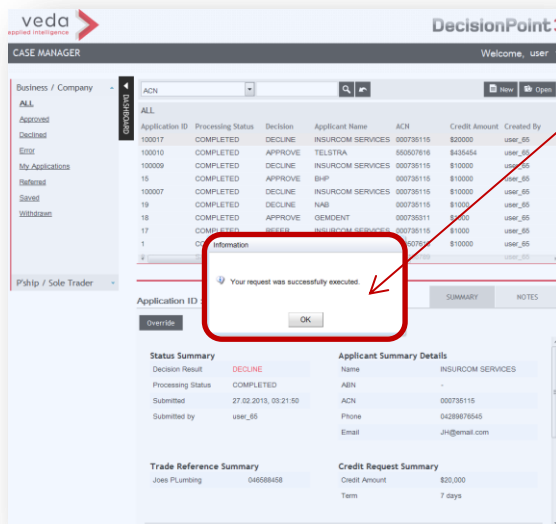 veda
applied intelligence
DecisionPoint
CASE MANAGER
Welcome, user
Business / Company
ALL
Approved
Declined
Error
My Applications
Referred
Saved
Withdrawn
P'ship / Sole Trader
DASHBOARD
ACN
New
Open
ALL
Application ID Processing Status Decision Applicant Name ACN Credit Amount Created By
100017 COMPLETED DECLINE INSURCOM SERVICES 000735115 $20000 user_65
100010 COMPLETED APPROVE TELSTRA 550507616 $435454 user_65
100009 COMPLETED DECLINE INSURCOM SERVICES 000735115 $10000 user_65
15 COMPLETED APPROVE BHP 000735115 $10000 user_65
100007 COMPLETED DECLINE INSURCOM SERVICES 000735115 $10000 user_65
19 COMPLETED DECLINE NAB 000735115 $1000 user_65
18 COMPLETED APPROVE GEMDENT 000735311 user_65
17 COMPLETED REFER INSURCOM SERVICES 000735115 $10000 user_65
1 $10000 user_65
user_65
Information
Your request was successfully executed.
OK
Application ID :
SUMMARY
NOTES
Override
Status Summary
Decision Result DECLINE
Processing Status COMPLETED
Submitted 27.02.2013, 03:21:50
Submitted by user_65
Applicant Summary Details
Name INSURCOM SERVICES
ABN -
ACN 000735115
Phone 04289876545
Email JH@email.com
Trade Reference Summary
Joes PLumbing 046588458
Credit Request Summary
Credit Amount $20,000
Term 7 days